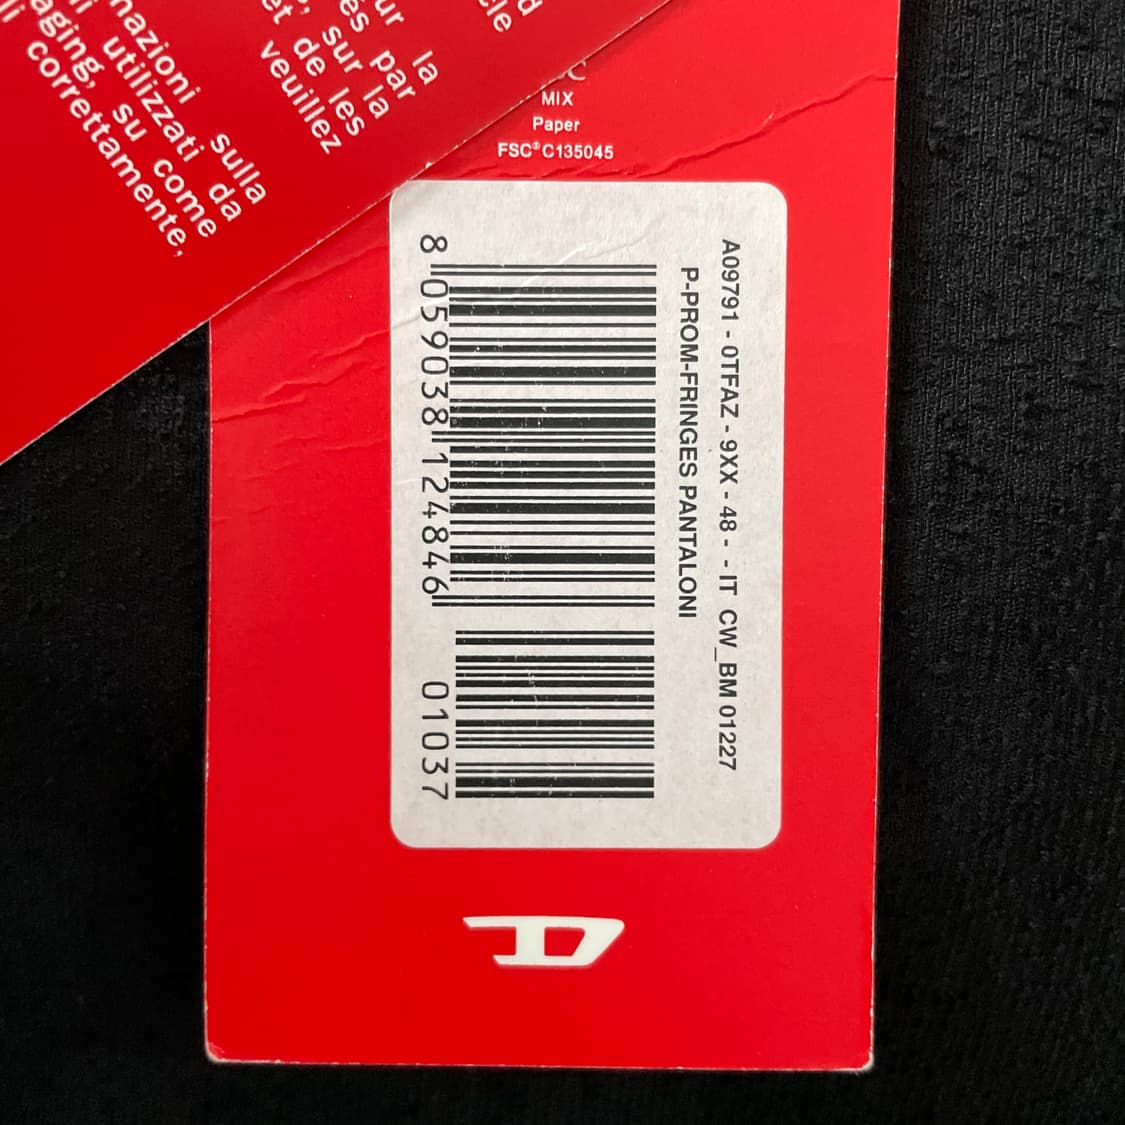 la
ur
és par
sur la
et de les
veuillez
mazioni sulla
utilizzati da
aging, su come
correttamente,
MIX
Paper
FSC® C135045
A09791 - 0TFAZ - 9XX - 48 - - IT CW_BM 01227
P-PROM-FRINGES PANTALONI
8 059038 124846
01037
D